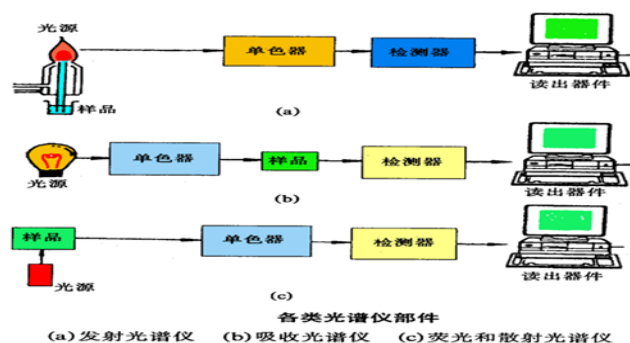 光源
单色器
检测器
样品
读出器件
(a)
单色器
样品
检测器
光源
读出器件
(b)
样品
单色器
检测器
光源
读出器件
(c)
各类光谱仪部件
(a)发射光谱仪 (b)吸收光谱仪 (c)荧光和散射光谱仪